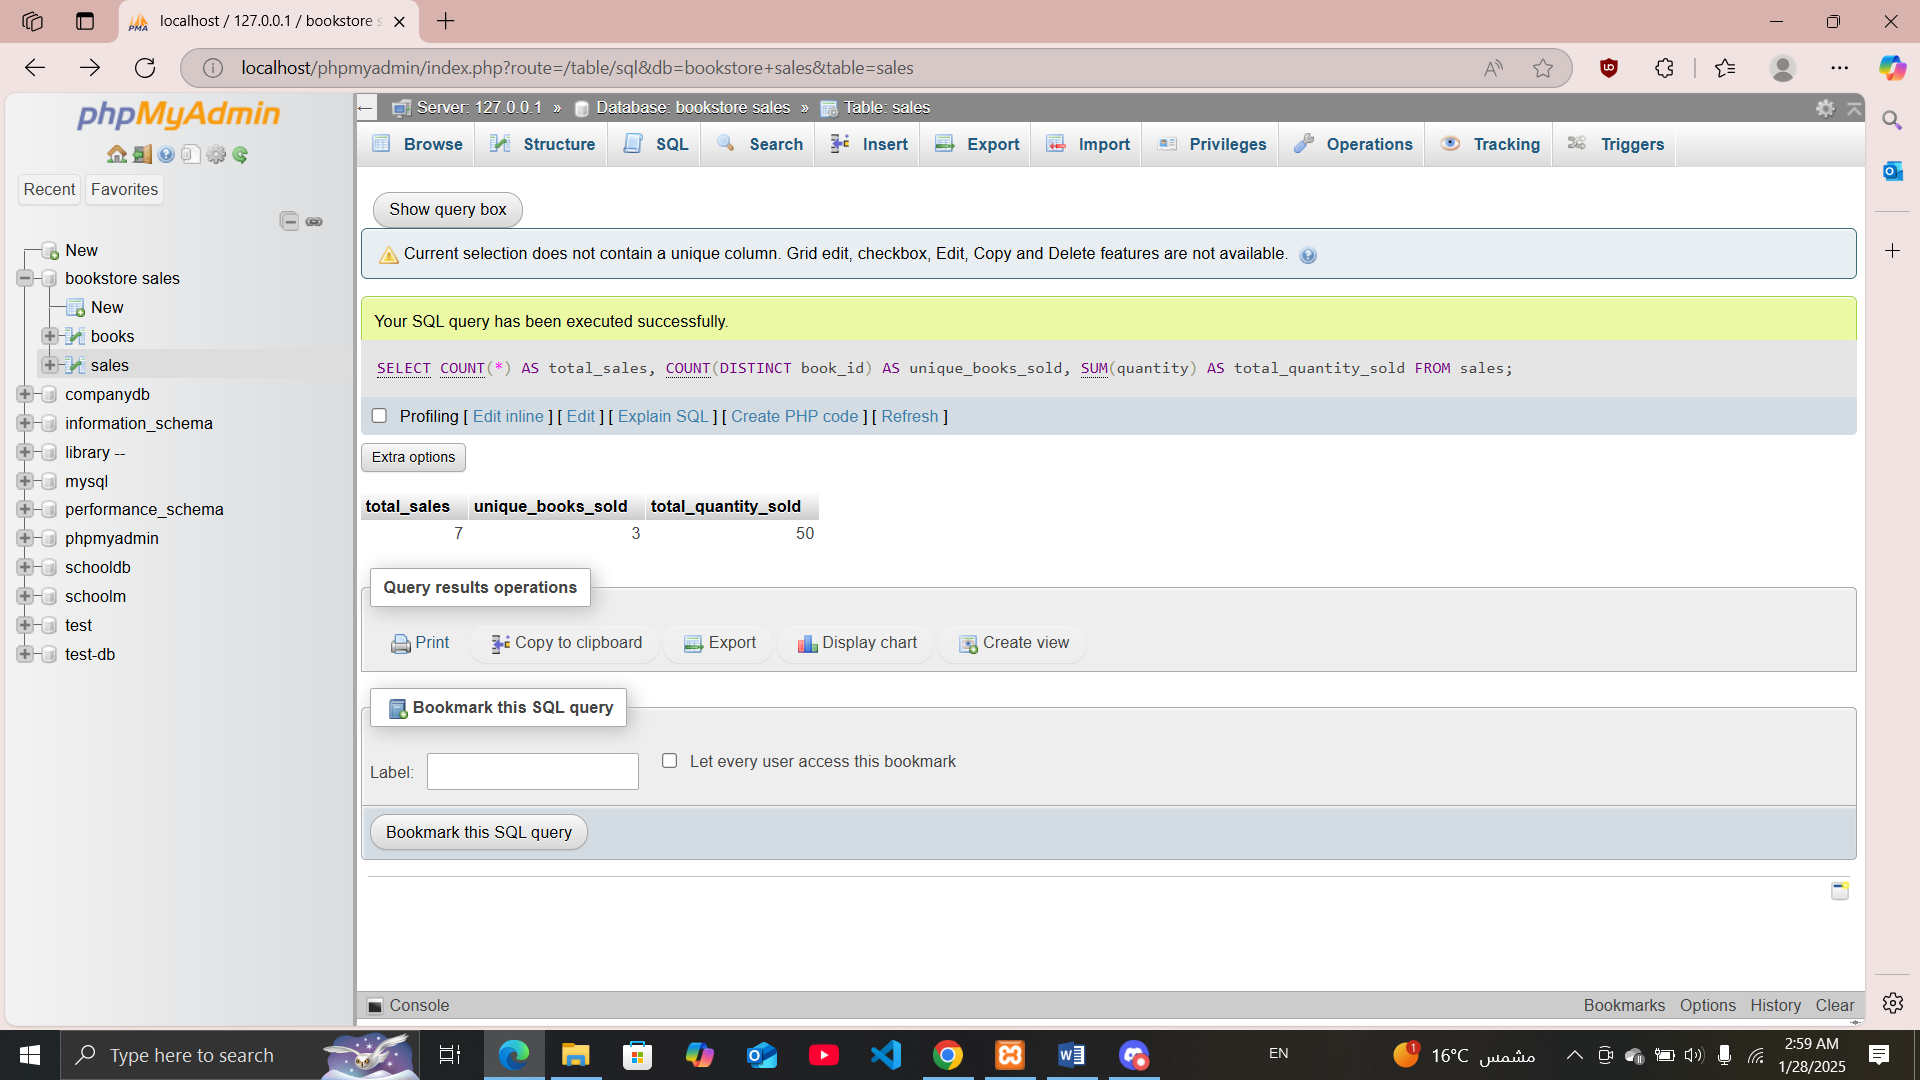 localhost / 127.0.0.1 / bookstore s
localhost/phpmyadmin/index.php?route=/table/sql&db=bookstore+sales&table=sales
phpMyAdmin
Recent
Favorites
New
bookstore sales
New
books
sales
companydb
information_schema
library --
mysql
performance_schema
phpmyadmin
schooldb
schoolm
test
test-db
Server: 127.0.0.1 » Database: bookstore sales » Table: sales
Browse
Structure
SQL
Search
Insert
Export
Import
Privileges
Operations
Tracking
Triggers
Show query box
Current selection does not contain a unique column. Grid edit, checkbox, Edit, Copy and Delete features are not available.
Your SQL query has been executed successfully.
SELECT COUNT(*) AS total_sales, COUNT(DISTINCT book_id) AS unique_books_sold, SUM(quantity) AS total_quantity_sold FROM sales;
Profiling [ Edit inline ] [ Edit ] [ Explain SQL ] [ Create PHP code ] [ Refresh ]
Extra options
total_sales unique_books_sold total_quantity_sold
7 3 50
Query results operations
Print
Copy to clipboard
Export
Display chart
Create view
Bookmark this SQL query
Label:
Let every user access this bookmark
Bookmark this SQL query
Console
Bookmarks
Options
History
Clear
Type here to search
EN
1
16°C مشمس
2:59 AM
1/28/2025